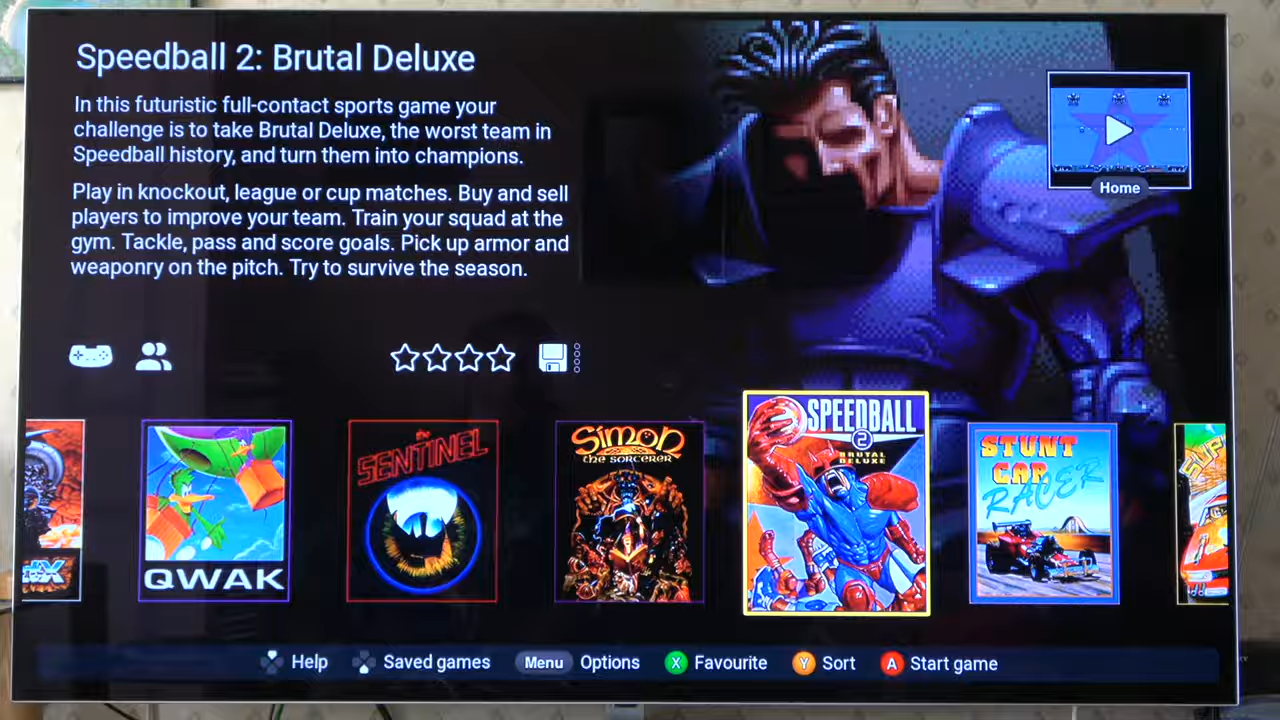 Speedball 2: Brutal Deluxe
In this futuristic full-contact sports game your
challenge is to take Brutal Deluxe, the worst team in
Speedball history, and turn them into champions.
Play in knockout, league or cup matches. Buy and sell
players to improve your team. Train your squad at the
gym. Tackle, pass and score goals. Pick up armor and
weaponry on the pitch. Try to survive the season.
Home
QWAK
the
SENTINEL
Simon
the SORCERER
SPEEDBALL
2
BRUTAL
DELUXE
STUNT
CAR
RACER
SUP
Help
Saved games
Menu Options
X Favourite
Y Sort
A Start game